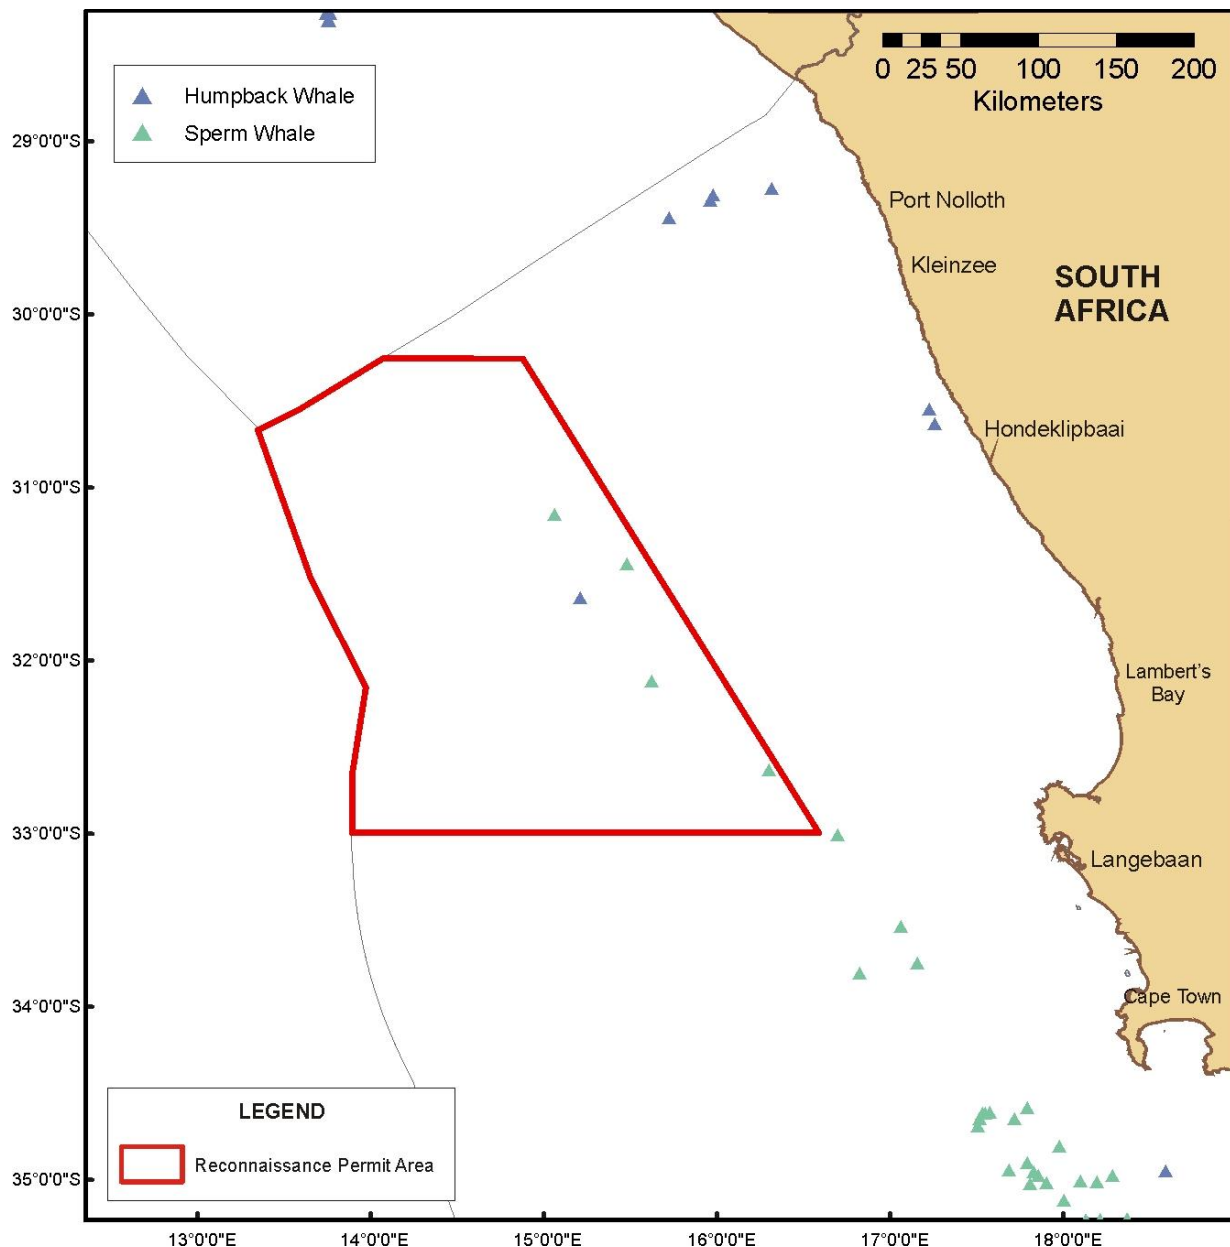 0 25 50 100 150 200
Kilometers
Humpback Whale
Sperm Whale
29°0'0"S
Port Nolloth
Kleinzee
SOUTH
AFRICA
30°0'0"S
Hondeklipbaai
31°0'0"S
32°0'0"S
Lambert's
Bay
33°0'0"S
Langebaan
34°0'0"S
Cape Town
LEGEND
Reconnaissance Permit Area
35°0'0"S
13°0'0"E 14°0'0"E 15°0'0"E 16°0'0"E 17°0'0"E 18°0'0"E